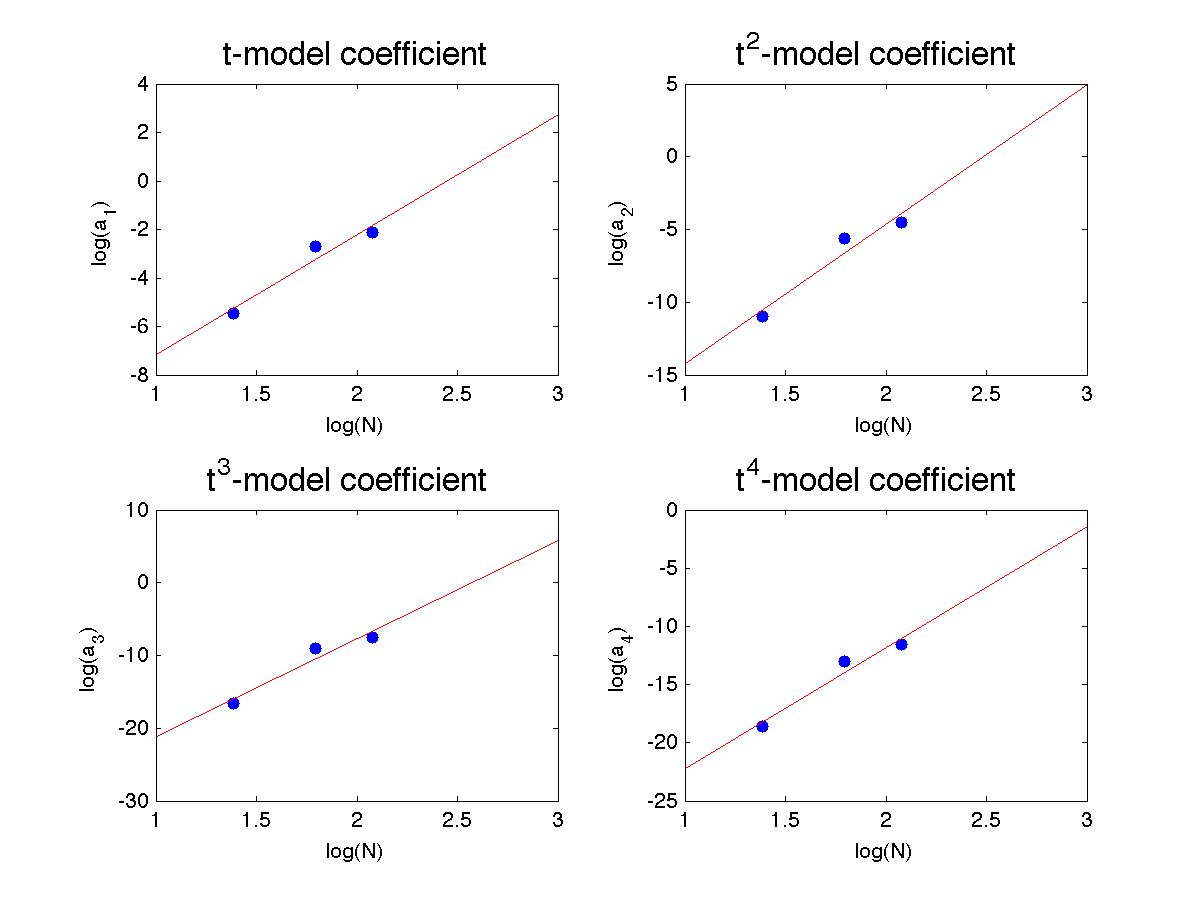 t-model coefficient
4
2
0
-2
-4
-6
-8
log(a1)
1 1.5 2 2.5 3
log(N)
t2-model coefficient
5
0
-5
-10
-15
log(a2)
1 1.5 2 2.5 3
log(N)
t3-model coefficient
10
0
-10
-20
-30
log(a3)
1 1.5 2 2.5 3
log(N)
t4-model coefficient
0
-5
-10
-15
-20
-25
log(a4)
1 1.5 2 2.5 3
log(N)